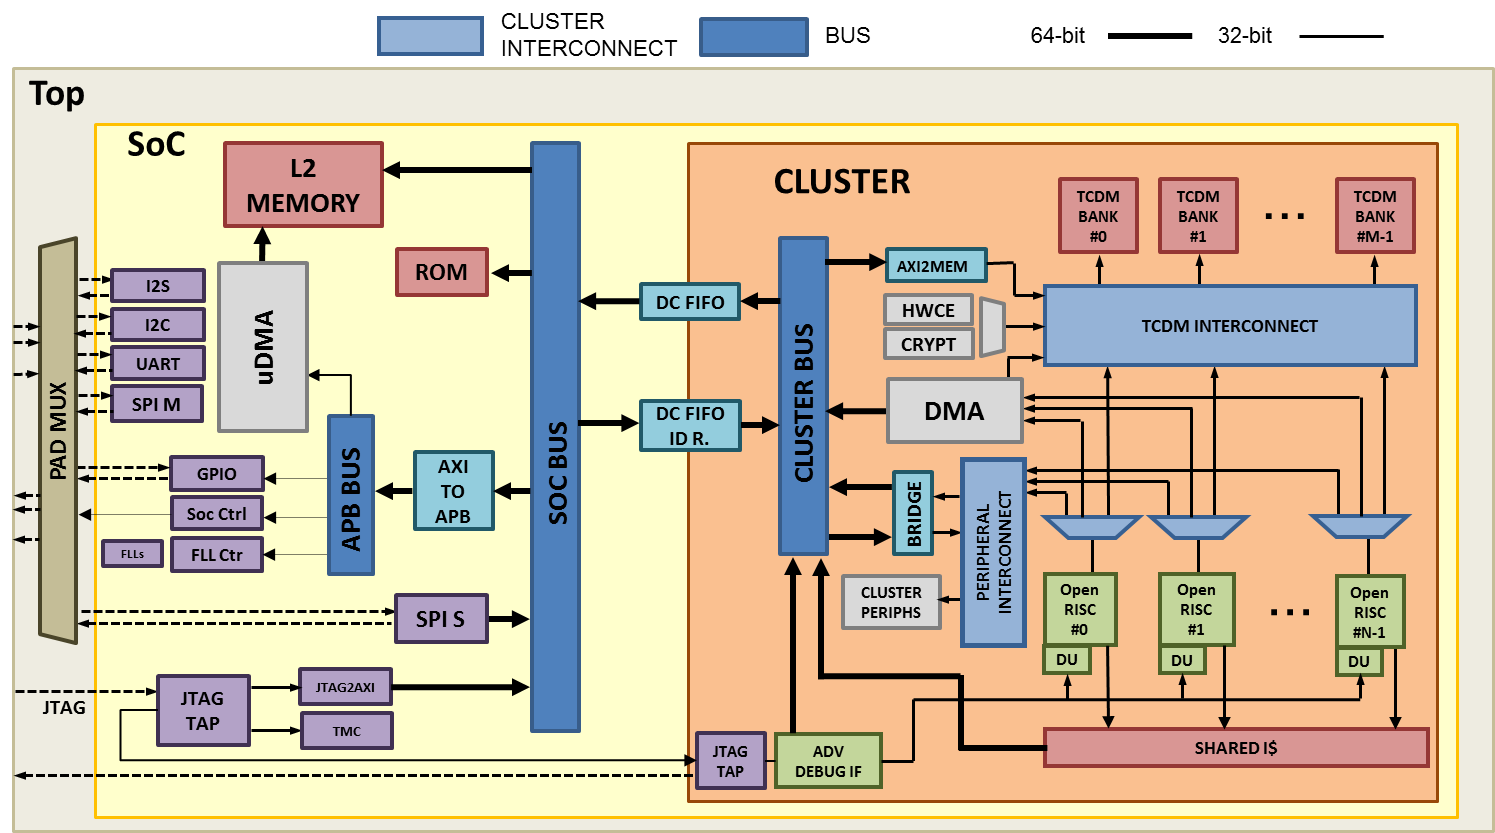 CLUSTER
INTERCONNECT
BUS
64-bit
32-bit
Top
SoC
L2
MEMORY
ROM
I2S
I2C
UART
SPI M
uDMA
PAD MUX
GPIO
Soc Ctrl
FLLs
FLL Ctr
APB BUS
AXI
TO
APB
SOC BUS
SPI S
JTAG
JTAG
TAP
JTAG2AXI
TMC
DC FIFO
DC FIFO
ID R.
CLUSTER
CLUSTER BUS
AXI2MEM
HWCE
CRYPT
DMA
BRIDGE
PERIPHERAL
INTERCONNECT
CLUSTER
PERIPHS
TCDM
BANK
#0
TCDM
BANK
#1
...
TCDM
BANK
#M-1
TCDM INTERCONNECT
Open
RISC
#0
DU
Open
RISC
#1
DU
...
Open
RISC
#N-1
DU
JTAG
TAP
ADV
DEBUG IF
SHARED I$